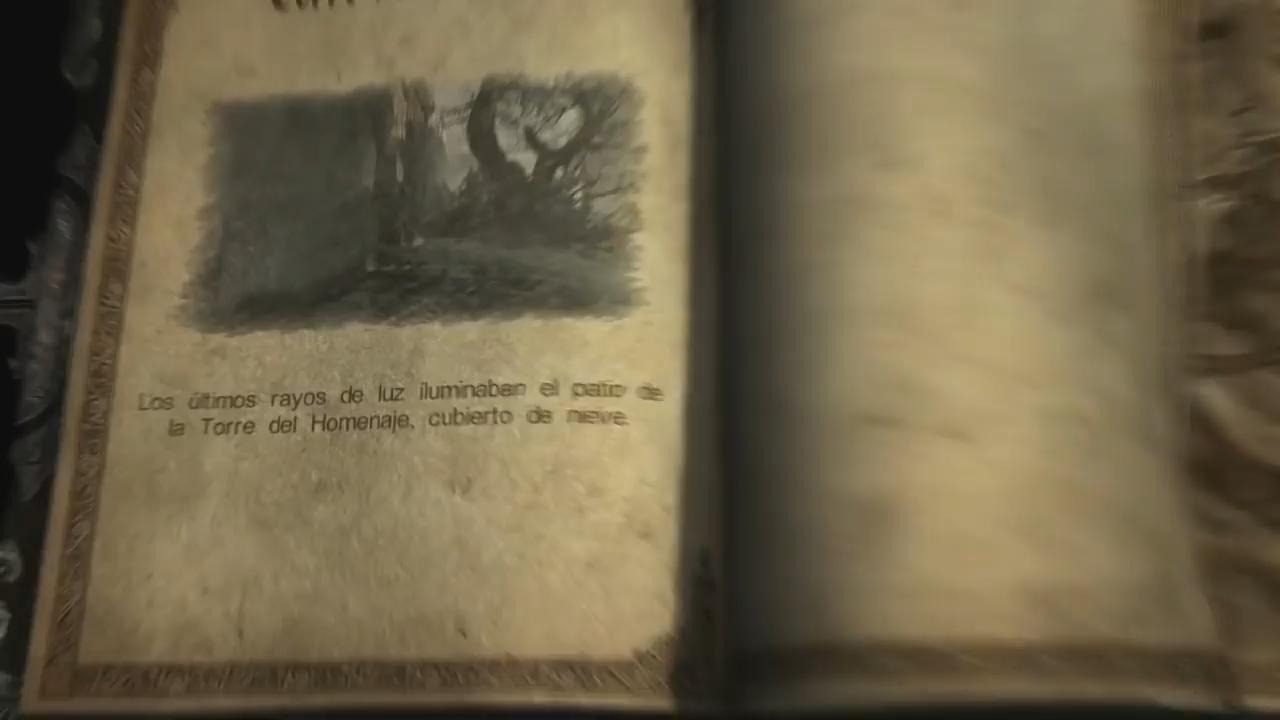 Los últimos rayos de luz iluminaban el patio de
la Torre del Homenaje, cubierto de nieve.